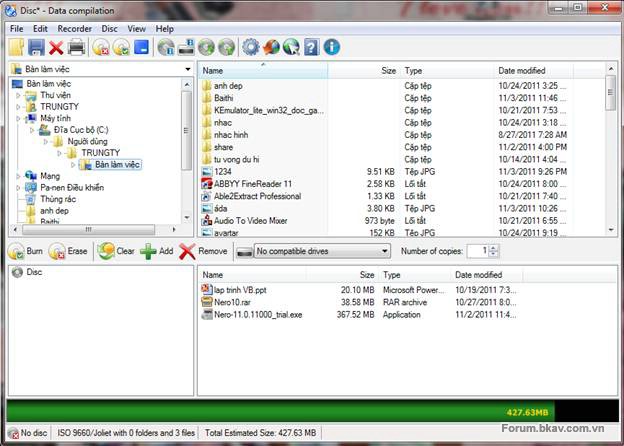 Disc* - Data compilation
File Edit Recorder Disc View Help
Bàn làm việc
Bàn làm việc
Thư viện
TRUNGTY
Máy tính
Đĩa Cục bộ (C:)
Người dùng
TRUNGTY
Bàn làm việc
Mạng
Pa-nen Điều khiển
Thùng rác
anh dep
Baithi
Name Size Type Date modified
anh dep Cặp tệp 10/24/2011 3:25 ...
Baithi Cặp tệp 11/3/2011 11:46 ...
KEmulator_lite_win32_doc_ga... Cặp tệp 10/21/2011 7:53 ...
nhac Cặp tệp 10/24/2011 3:18 ...
nhac hinh Cặp tệp 8/27/2011 7:28 AM
share Cặp tệp 11/2/2011 4:00 PM
tu vong du hi Cặp tệp 10/14/2011 4:04 ...
1234 9.51 KB Tệp JPG 11/3/2011 9:26 PM
ABBYY FineReader 11 2.58 KB Lối tắt 10/24/2011 8:00 ...
Able2Extract Professional 1.33 KB Lối tắt 10/21/2011 7:40 ...
áda 3.80 KB Tệp JPG 11/3/2011 10:26 ...
Audio To Video Mixer 973 byte Lối tắt 10/21/2011 6:55 ...
avartar 152 KB Tệp JPG 10/24/2011 9:19 ...
Burn Erase Clear Add Remove No compatible drives Number of copies: 1
Disc
Name Size Type Date modified
lap trinh VB.ppt 20.10 MB Microsoft Power... 10/19/2011 7:3...
Nero10.rar 38.58 MB RAR archive 10/27/2011 8:0...
Nero-11.0.11000_trial.exe 367.52 MB Application 11/2/2011 11:4...
427.63MB
No disc ISO 9660/Joliet with 0 folders and 3 files Total Estimated Size: 427.63 MB
Forum.bkav.com.vn